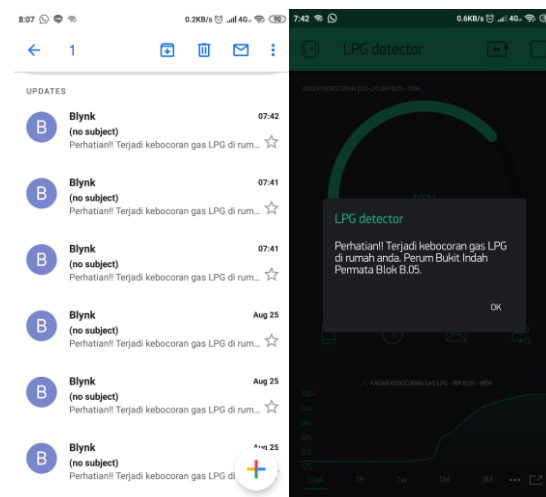 8:07
0.2KB/s
4G
90
1
UPDATES
B
Blynk
07:42
(no subject)
Perhatian!! Terjadi kebocoran gas LPG di rum...
B
Blynk
07:41
(no subject)
Perhatian!! Terjadi kebocoran gas LPG di rum...
B
Blynk
07:41
(no subject)
Perhatian!! Terjadi kebocoran gas LPG di rum...
B
Blynk
Aug 25
(no subject)
Perhatian!! Terjadi kebocoran gas LPG di rum...
B
Blynk
Aug 25
(no subject)
Perhatian!! Terjadi kebocoran gas LPG di rum...
B
Blynk
Aug 25
(no subject)
Perhatian!! Terjadi kebocoran gas LPG di
7:42
0.6KB/s
4G
LPG detector
LPG detector
Perhatian!! Terjadi kebocoran gas LPG
di rumah anda. Perum Bukit Indah
Permata Blok B.05.
OK
Live
1h
1w
1M
3M